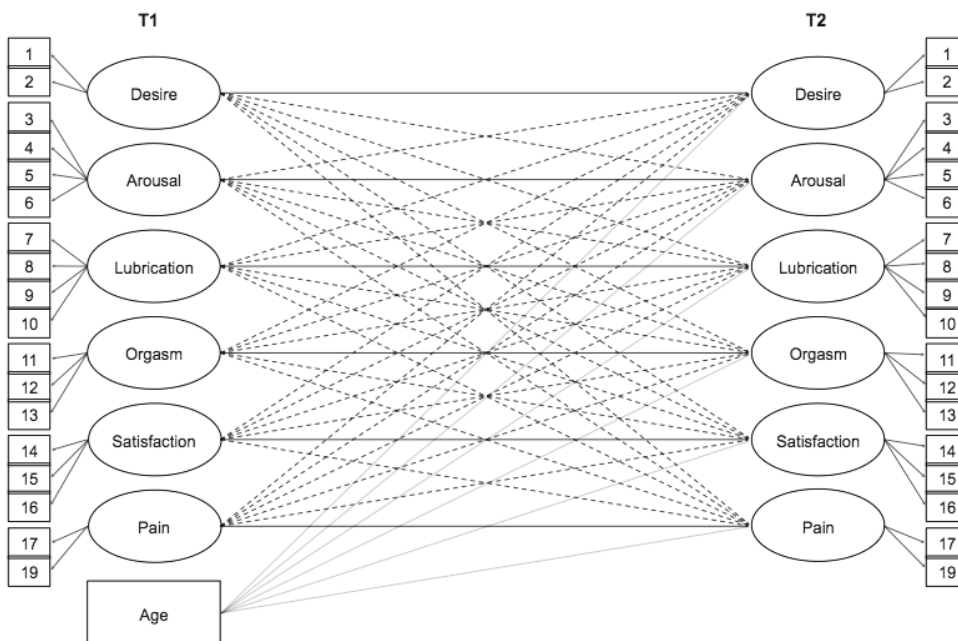 T1
T2
1
2
3
4
5
6
7
8
9
10
11
12
13
14
15
16
17
19
Desire
Arousal
Lubrication
Orgasm
Satisfaction
Pain
Age
Desire
Arousal
Lubrication
Orgasm
Satisfaction
Pain
1
2
3
4
5
6
7
8
9
10
11
12
13
14
15
16
17
19